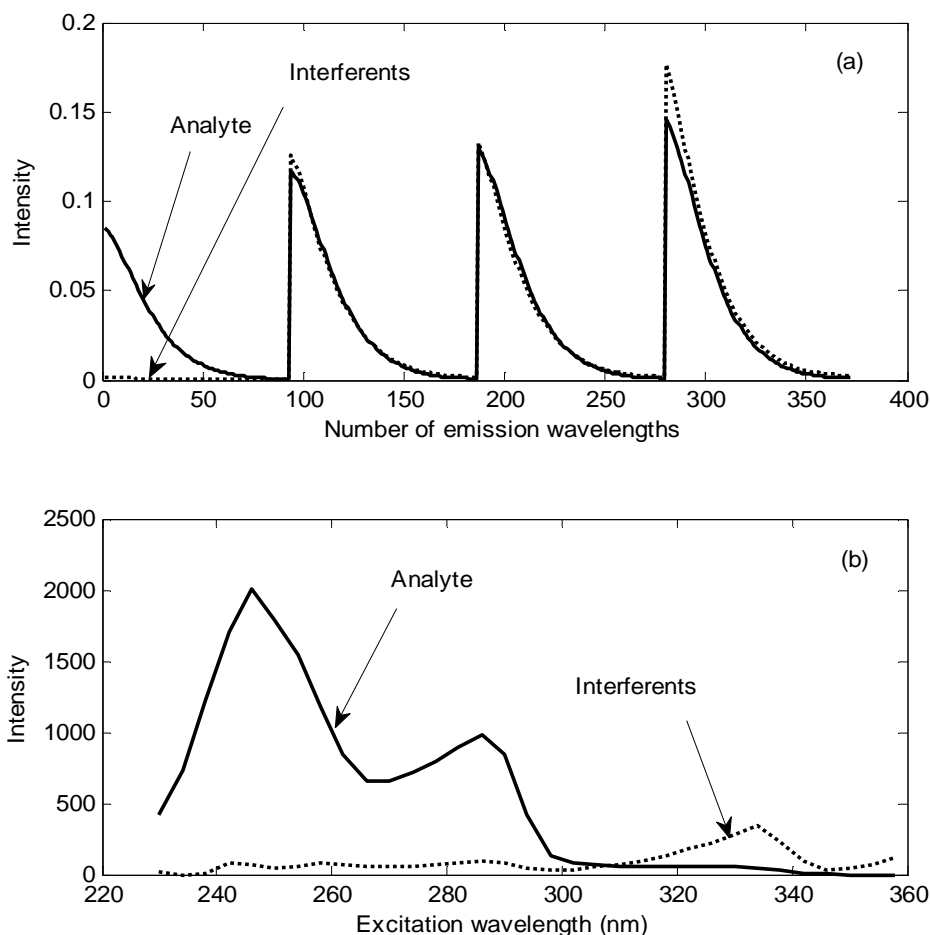 0.2
(a)
Interferents
0.15
Analyte
Intensity
0.1
0.05
0
0 50 100 150 200 250 300 350 400
Number of emission wavelengths
2500
(b)
Analyte
2000
1500
Intensity
Interferents
1000
500
0
220 240 260 280 300 320 340 360
Excitation wavelength (nm)